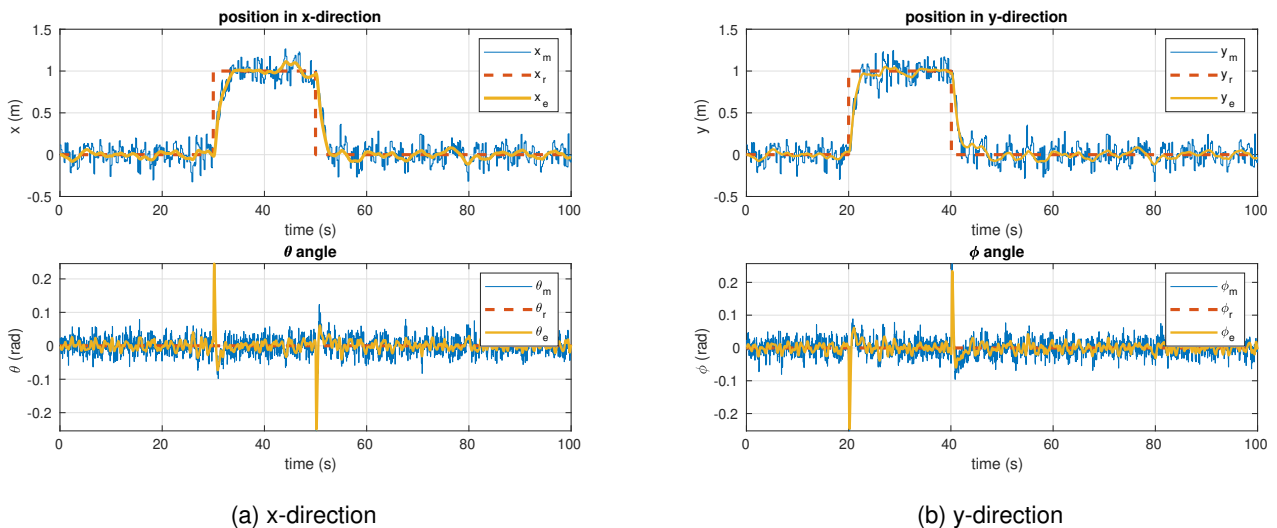 position in x-direction
1.5
1
0.5
0
-0.5
x (m)
x_m
x_r
x_e
0 20 40 60 80 100
time (s)
θ angle
0.2
0.1
0
-0.1
-0.2
θ (rad)
θ_m
θ_r
θ_e
0 20 40 60 80 100
time (s)
(a) x-direction
position in y-direction
1.5
1
0.5
0
-0.5
y (m)
y_m
y_r
y_e
0 20 40 60 80 100
time (s)
ϕ angle
0.2
0.1
0
-0.1
-0.2
ϕ (rad)
ϕ_m
ϕ_r
ϕ_e
0 20 40 60 80 100
time (s)
(b) y-direction